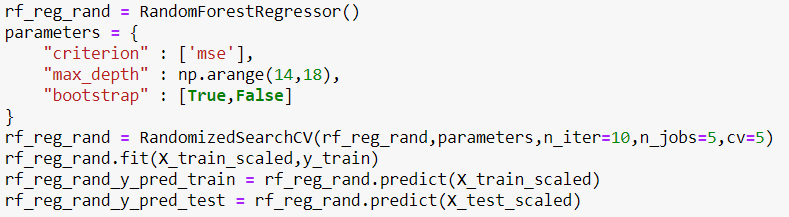 rf_reg_rand = RandomForestRegressor()
parameters = {
    "criterion" : ['mse'],
    "max_depth" : np.arange(14,18),
    "bootstrap" : [True,False]
}
rf_reg_rand = RandomizedSearchCV(rf_reg_rand,parameters,n_iter=10,n_jobs=5,cv=5)
rf_reg_rand.fit(X_train_scaled,y_train)
rf_reg_rand_y_pred_train = rf_reg_rand.predict(X_train_scaled)
rf_reg_rand_y_pred_test = rf_reg_rand.predict(X_test_scaled)